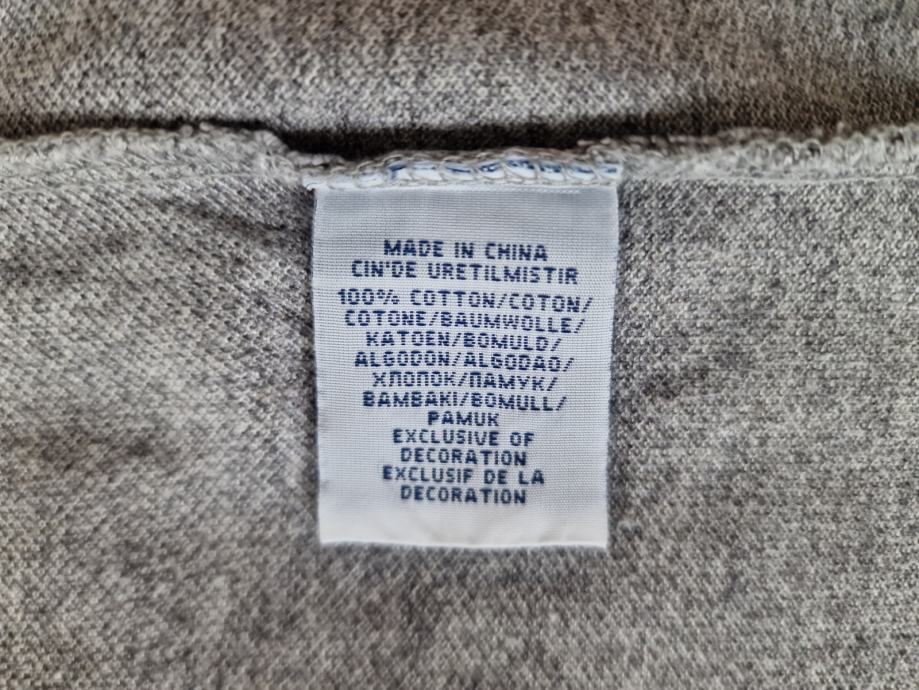 MADE IN CHINA
CIN'DE URETILMISTIR
100% COTTON/COTON/
COTONE/BAUMWOLLE/
KATOEN/BOMULD/
ALGODON/ALGODAO/
ХЛОПОК/ПАМУК/
BAMBAKI/BOMULL/
PAMUK
EXCLUSIVE OF
DECORATION
EXCLUSIF DE LA
DECORATION